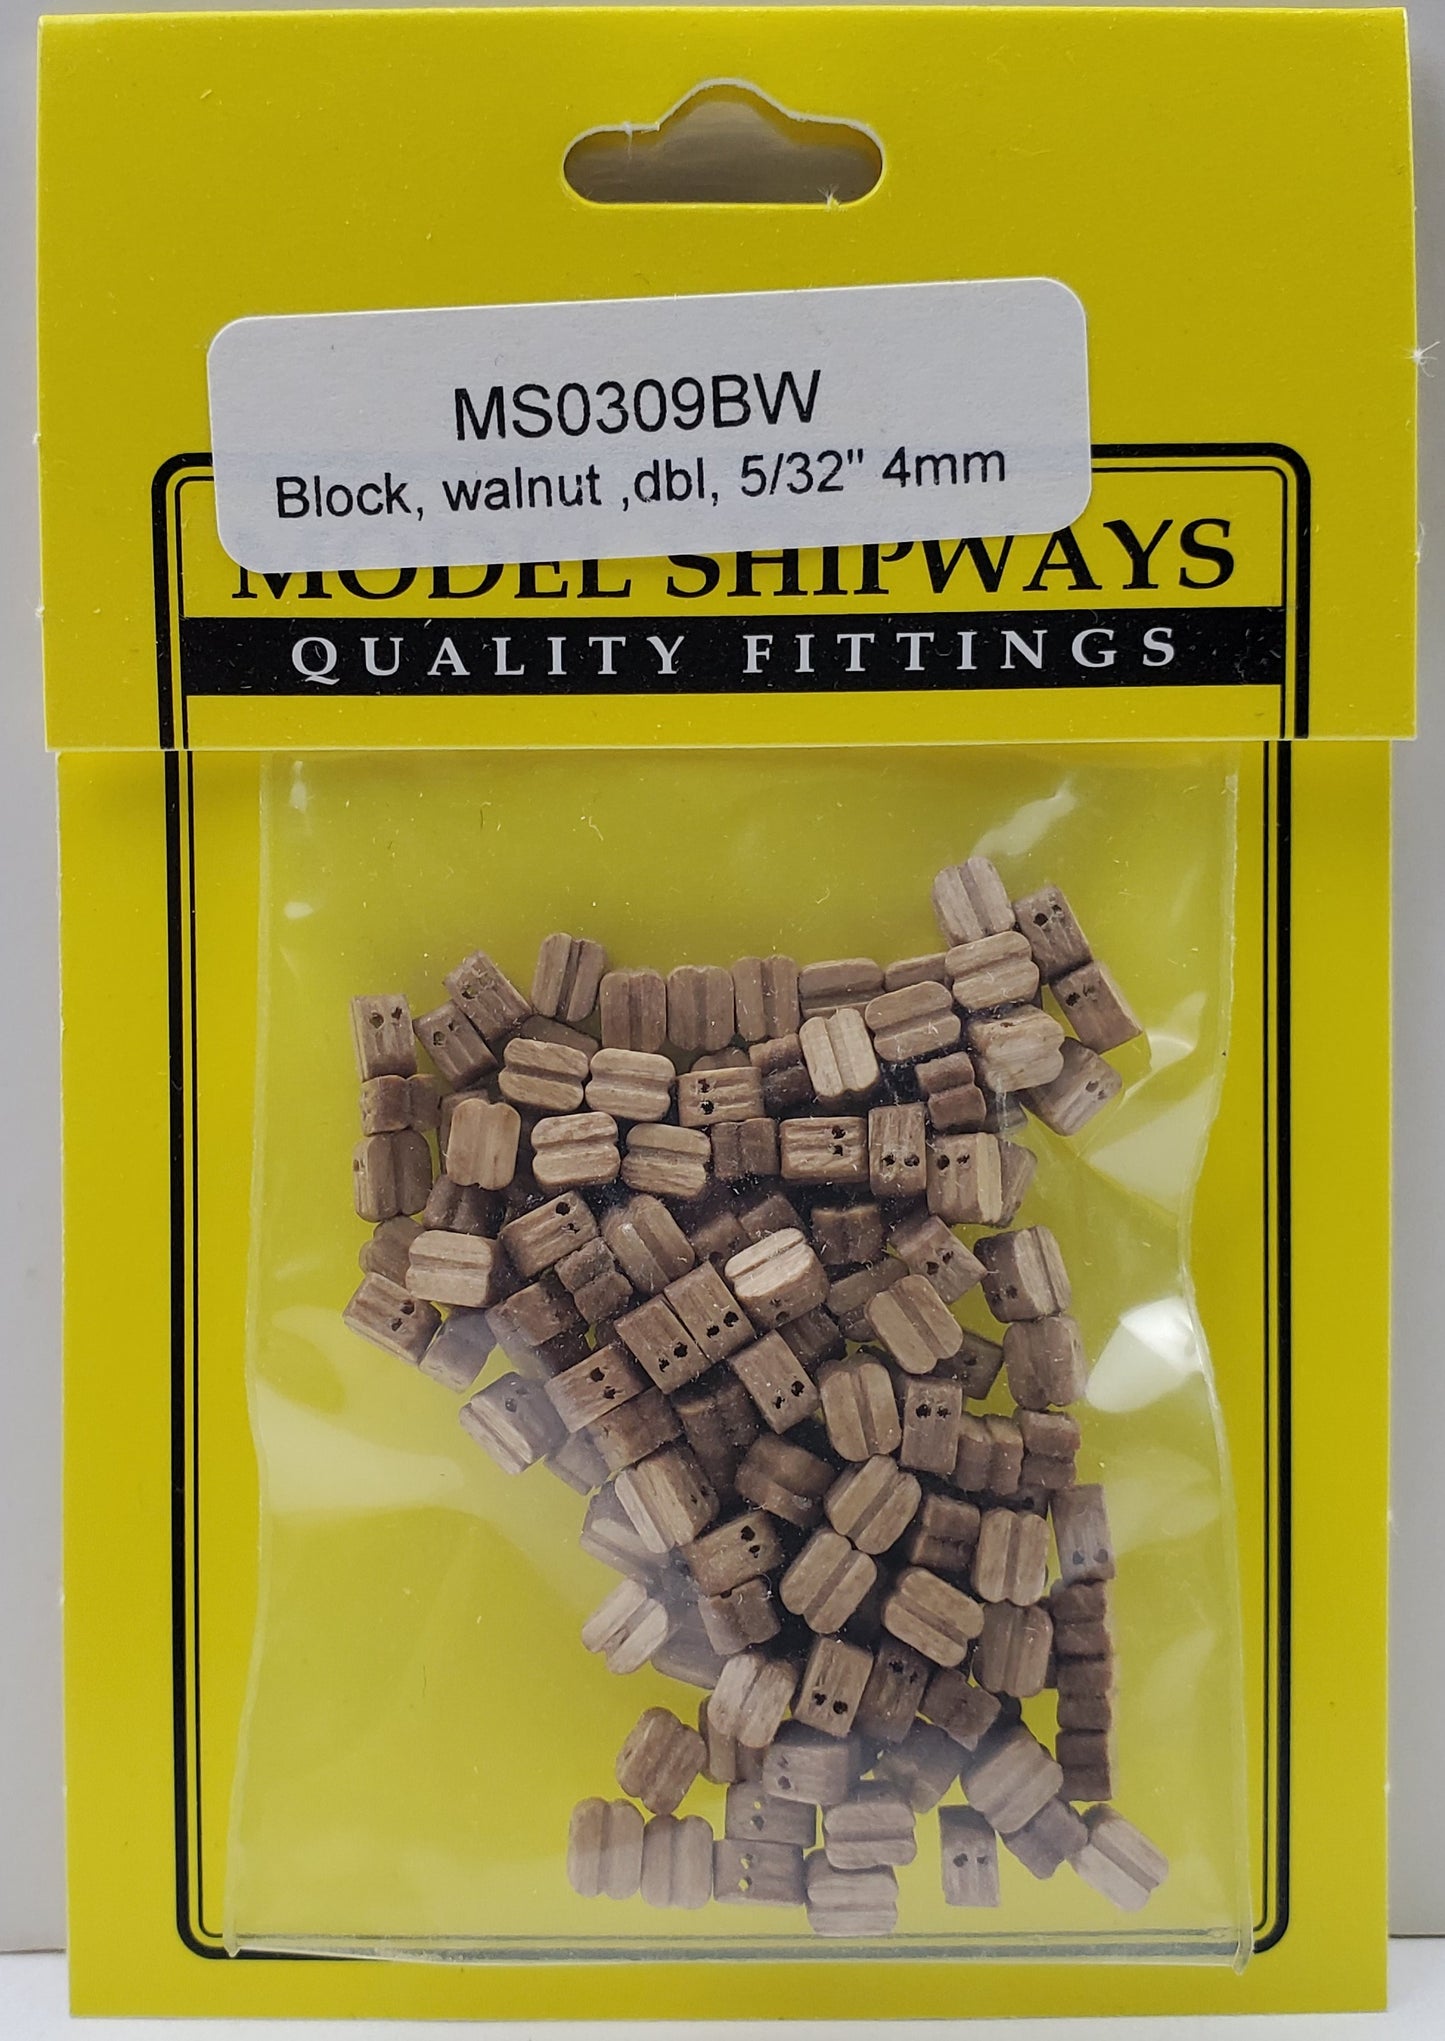 MS0309BW
Block, walnut ,dbl, 5/32" 4mm
MODEL SHIPWAYS
QUALITY FITTINGS